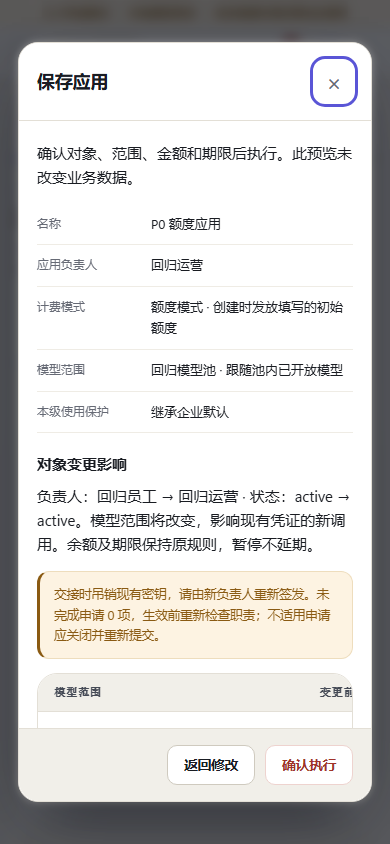 保存应用
×
确认对象、范围、金额和期限后执行。此预览未
改变业务数据。
名称 P0 额度应用
应用负责人 回归运营
计费模式 额度模式 · 创建时发放填写的初始
额度
模型范围 回归模型池 · 跟随池内已开放模型
本级使用保护 继承企业默认
对象变更影响
负责人：回归员工 → 回归运营 · 状态：active →
active。模型范围将改变，影响现有凭证的新调
用。余额及期限保持原规则，暂停不延期。
交接时吊销现有密钥，请由新负责人重新签发。未
完成申请 0 项，生效前重新检查职责；不适用申请
应关闭并重新提交。
模型范围 变更前
返回修改 确认执行